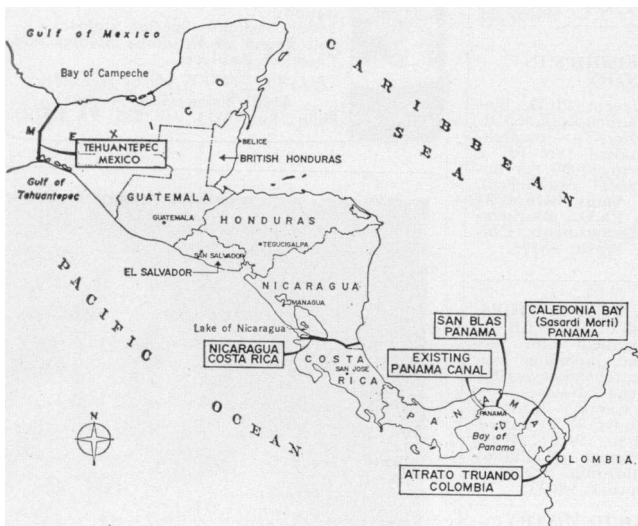 Gulf of Mexico
Bay of Campeche
CARIBBEAN
SEA
MEXICO
TEHUANTEPEC
MEXICO
Gulf of
Tehuantepec
BELICE
BRITISH HONDURAS
GUATEMALA
GUATEMALA
HONDURAS
TEGUCIGALPA
SAN SALVADOR
EL SALVADOR
NICARAGUA
MANAGUA
PACIFIC
OCEAN
Lake of Nicaragua
NICARAGUA
COSTA RICA
COSTA
RICA
SAN JOSE
SAN BLAS
PANAMA
CALEDONIA BAY
(Sasardi Morti)
PANAMA
EXISTING
PANAMA CANAL
PANAMA
PANAMA
Bay of
Panama
COLOMBIA
ATRATO TRUANDO
COLOMBIA
N